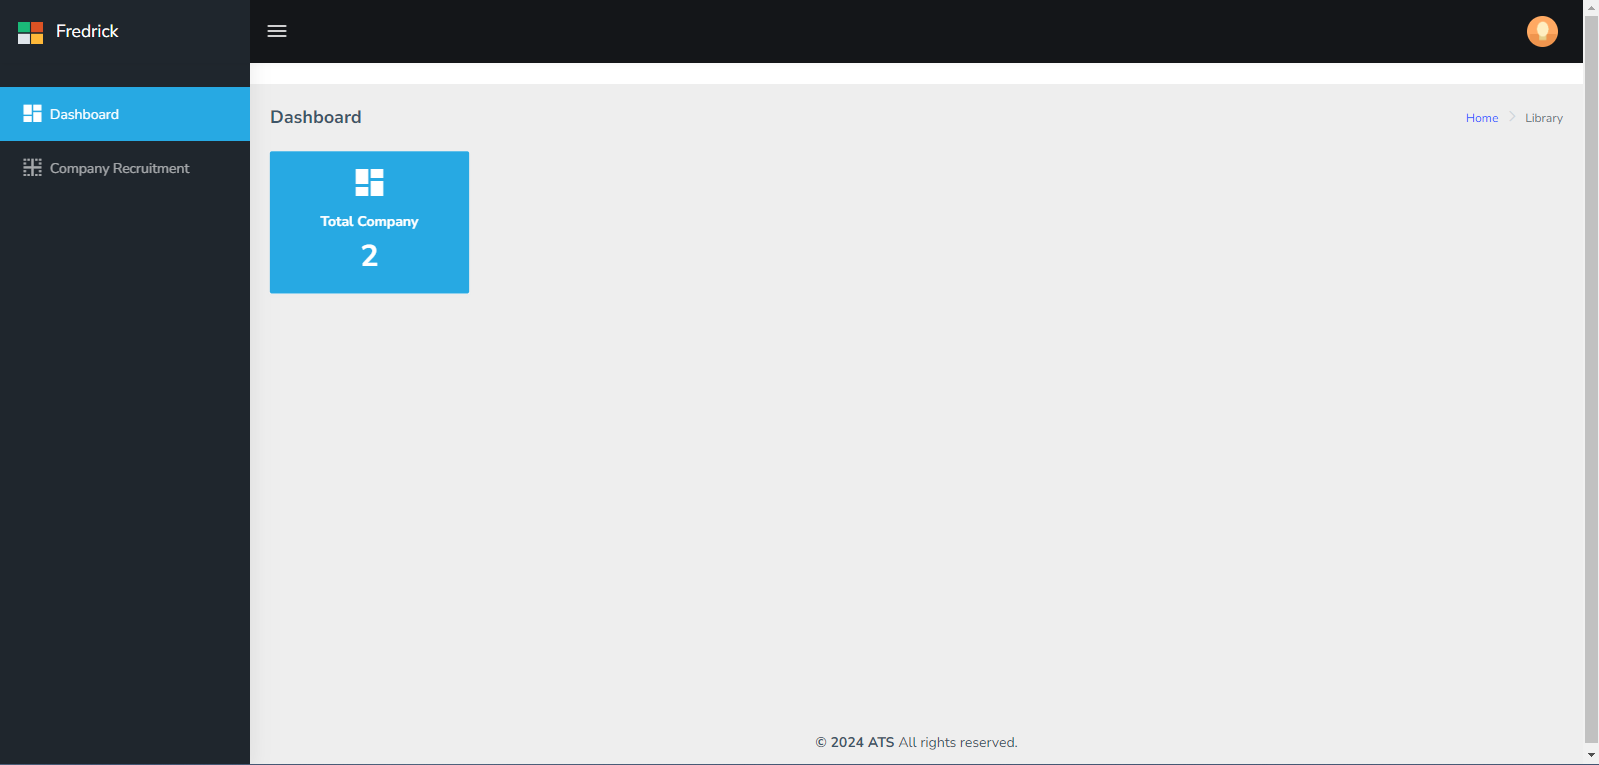 Fredrick
Dashboard
Company Recruitment
Dashboard
Home
Library
Total Company
2
© 2024 ATS All rights reserved.